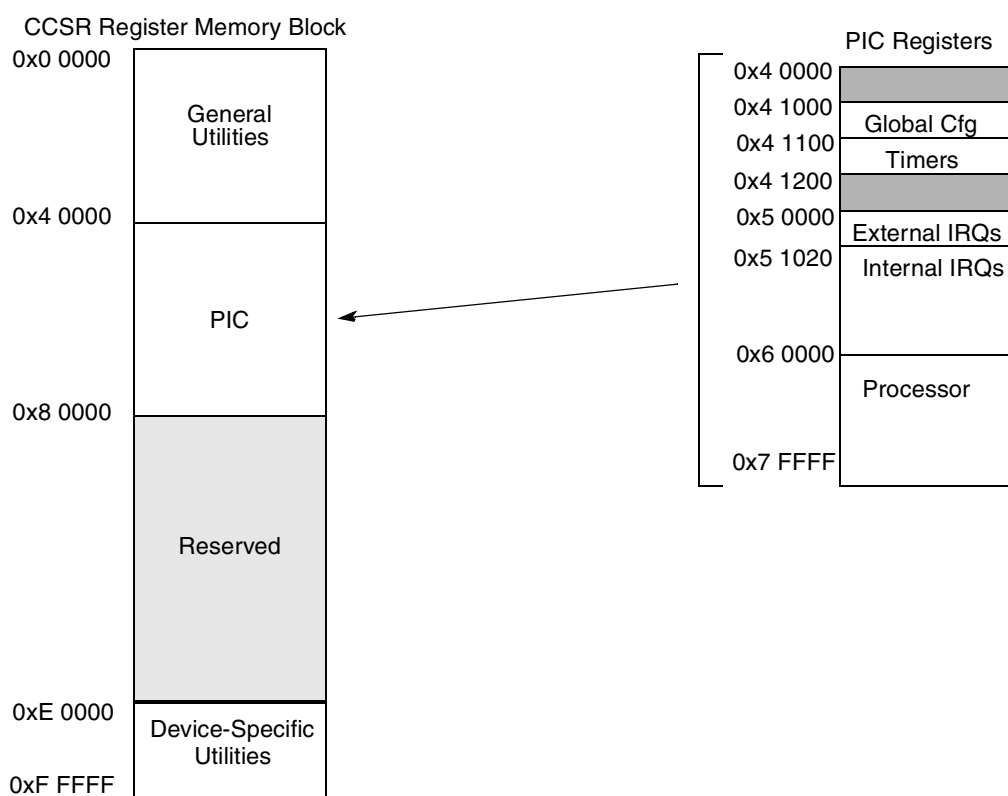 CCSR Register Memory Block
0x0 0000
General
Utilities
0x4 0000
PIC
0x8 0000
Reserved
0xE 0000
Device-Specific
Utilities
0xF FFFF
PIC Registers
0x4 0000
0x4 1000
Global Cfg
0x4 1100
Timers
0x4 1200
0x5 0000
External IRQs
0x5 1020
Internal IRQs
0x6 0000
Processor
0x7 FFFF